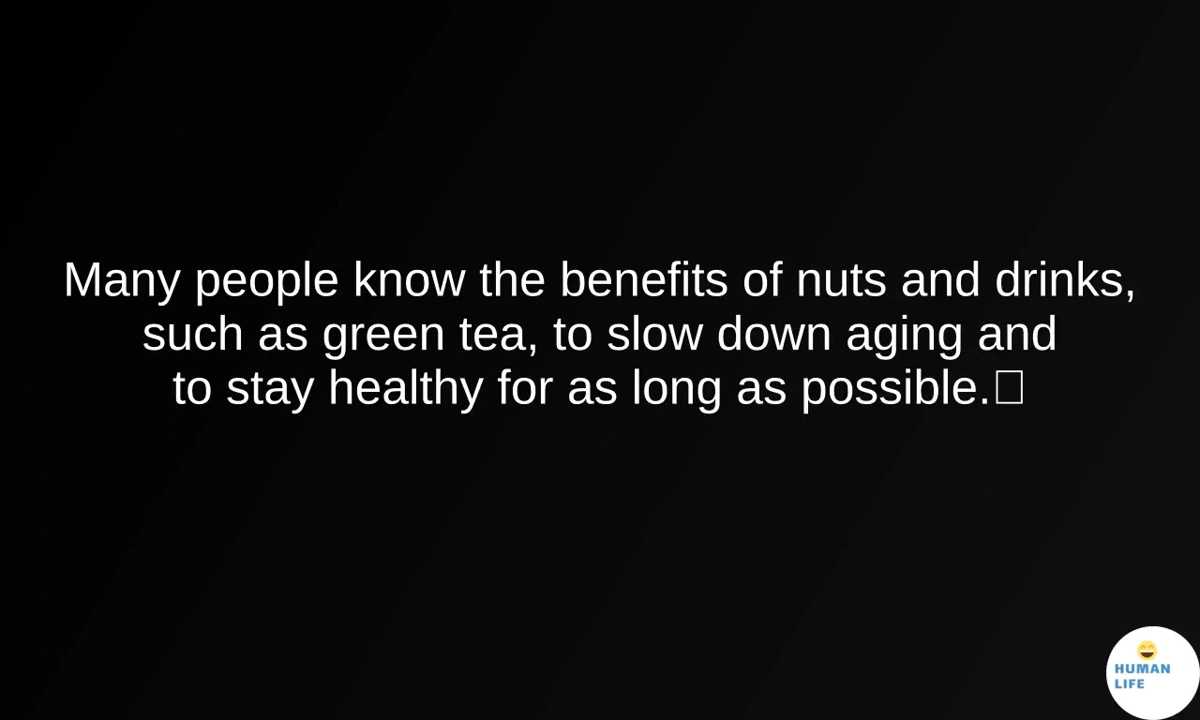 Many people know the benefits of nuts and drinks,
such as green tea, to slow down aging and
to stay healthy for as long as possible.
HUMAN
LIFE